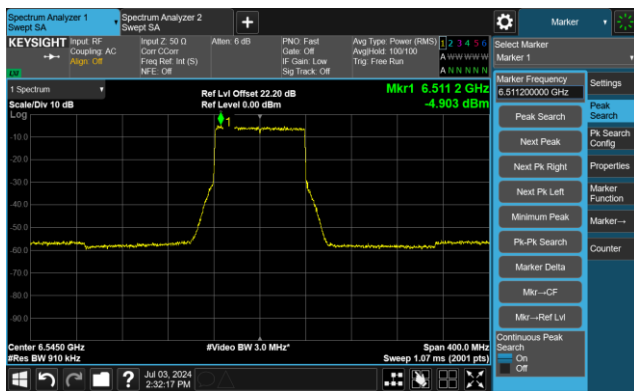 Spectrum Analyzer 1
Swept SA
Spectrum Analyzer 2
Swept SA
Marker
KEYSIGHT
Input: RF
Coupling: AC
Align: Off
Input Z: 50 Ω
Corr CCorr
Freq Ref: Int (S)
NFE: Off
Atten: 6 dB
PNO: Fast
Gate: Off
IF Gain: Low
Sig Track: Off
Avg Type: Power (RMS)
Avg|Hold: 100/100
Trig: Free Run
1 2 3 4 5 6
A W W W W W
A N N N N N
Select Marker
Marker 1
1 Spectrum
Scale/Div 10 dB
Log
Ref Lvl Offset 22.20 dB
Ref Level 0.00 dBm
Mkr1 6.511 2 GHz
-4.903 dBm
1
-10.0
-20.0
-30.0
-40.0
-50.0
-60.0
-70.0
-80.0
-90.0
Center 6.5450 GHz
#Res BW 910 kHz
#Video BW 3.0 MHz*
Span 400.0 MHz
Sweep 1.07 ms (2001 pts)
Marker Frequency
6.511200000 GHz
Peak Search
Next Peak
Next Pk Right
Next Pk Left
Minimum Peak
Pk-Pk Search
Marker Delta
Mkr→CF
Mkr→Ref Lvl
Continuous Peak
Search
On
Off
Settings
Peak
Search
Pk Search
Config
Properties
Marker
Function
Marker→
Counter
?
Jul 03, 2024
2:32:17 PM